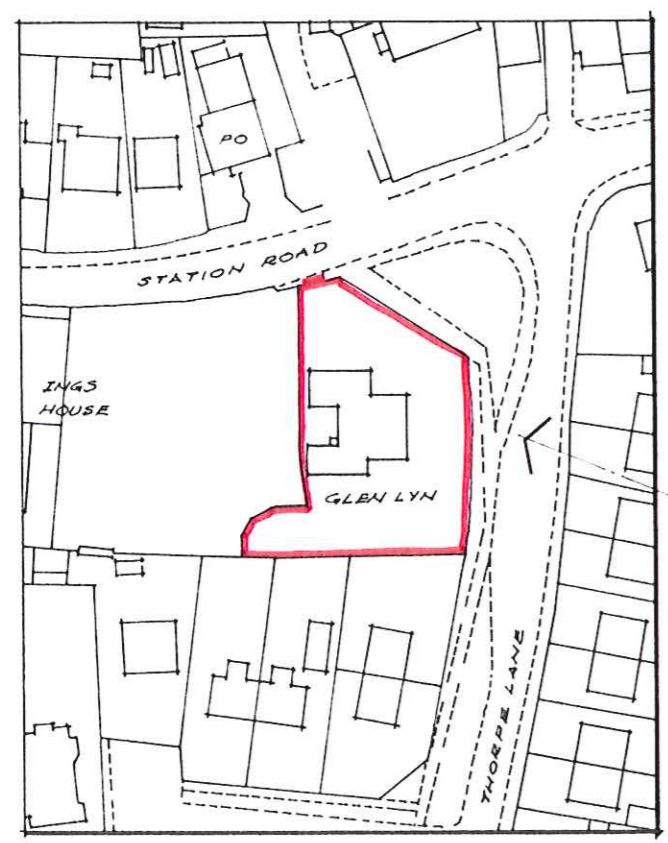 PO
STATION ROAD
INGS
HOUSE
GLEN LYN
THORPE LANE